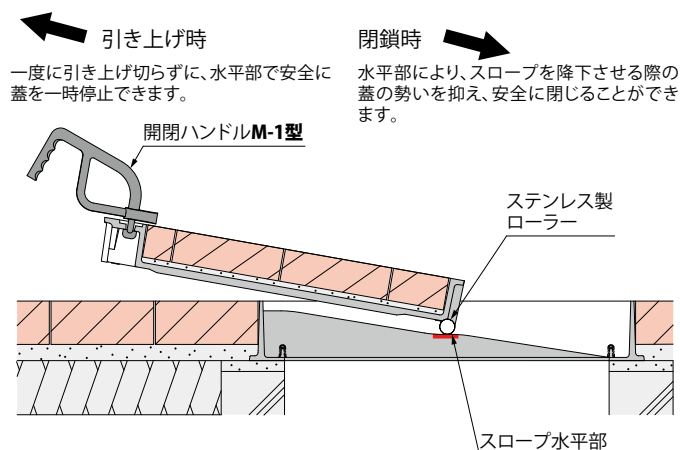 引き上げ時
一度に引き上げ切らずに、水平部で安全に
蓋を一時停止できます。
閉鎖時
水平部により、スロープを降下させる際の
蓋の勢いを抑え、安全に閉じることができ
ます。
開閉ハンドルM-1型
ステンレス製
ローラー
スロープ水平部